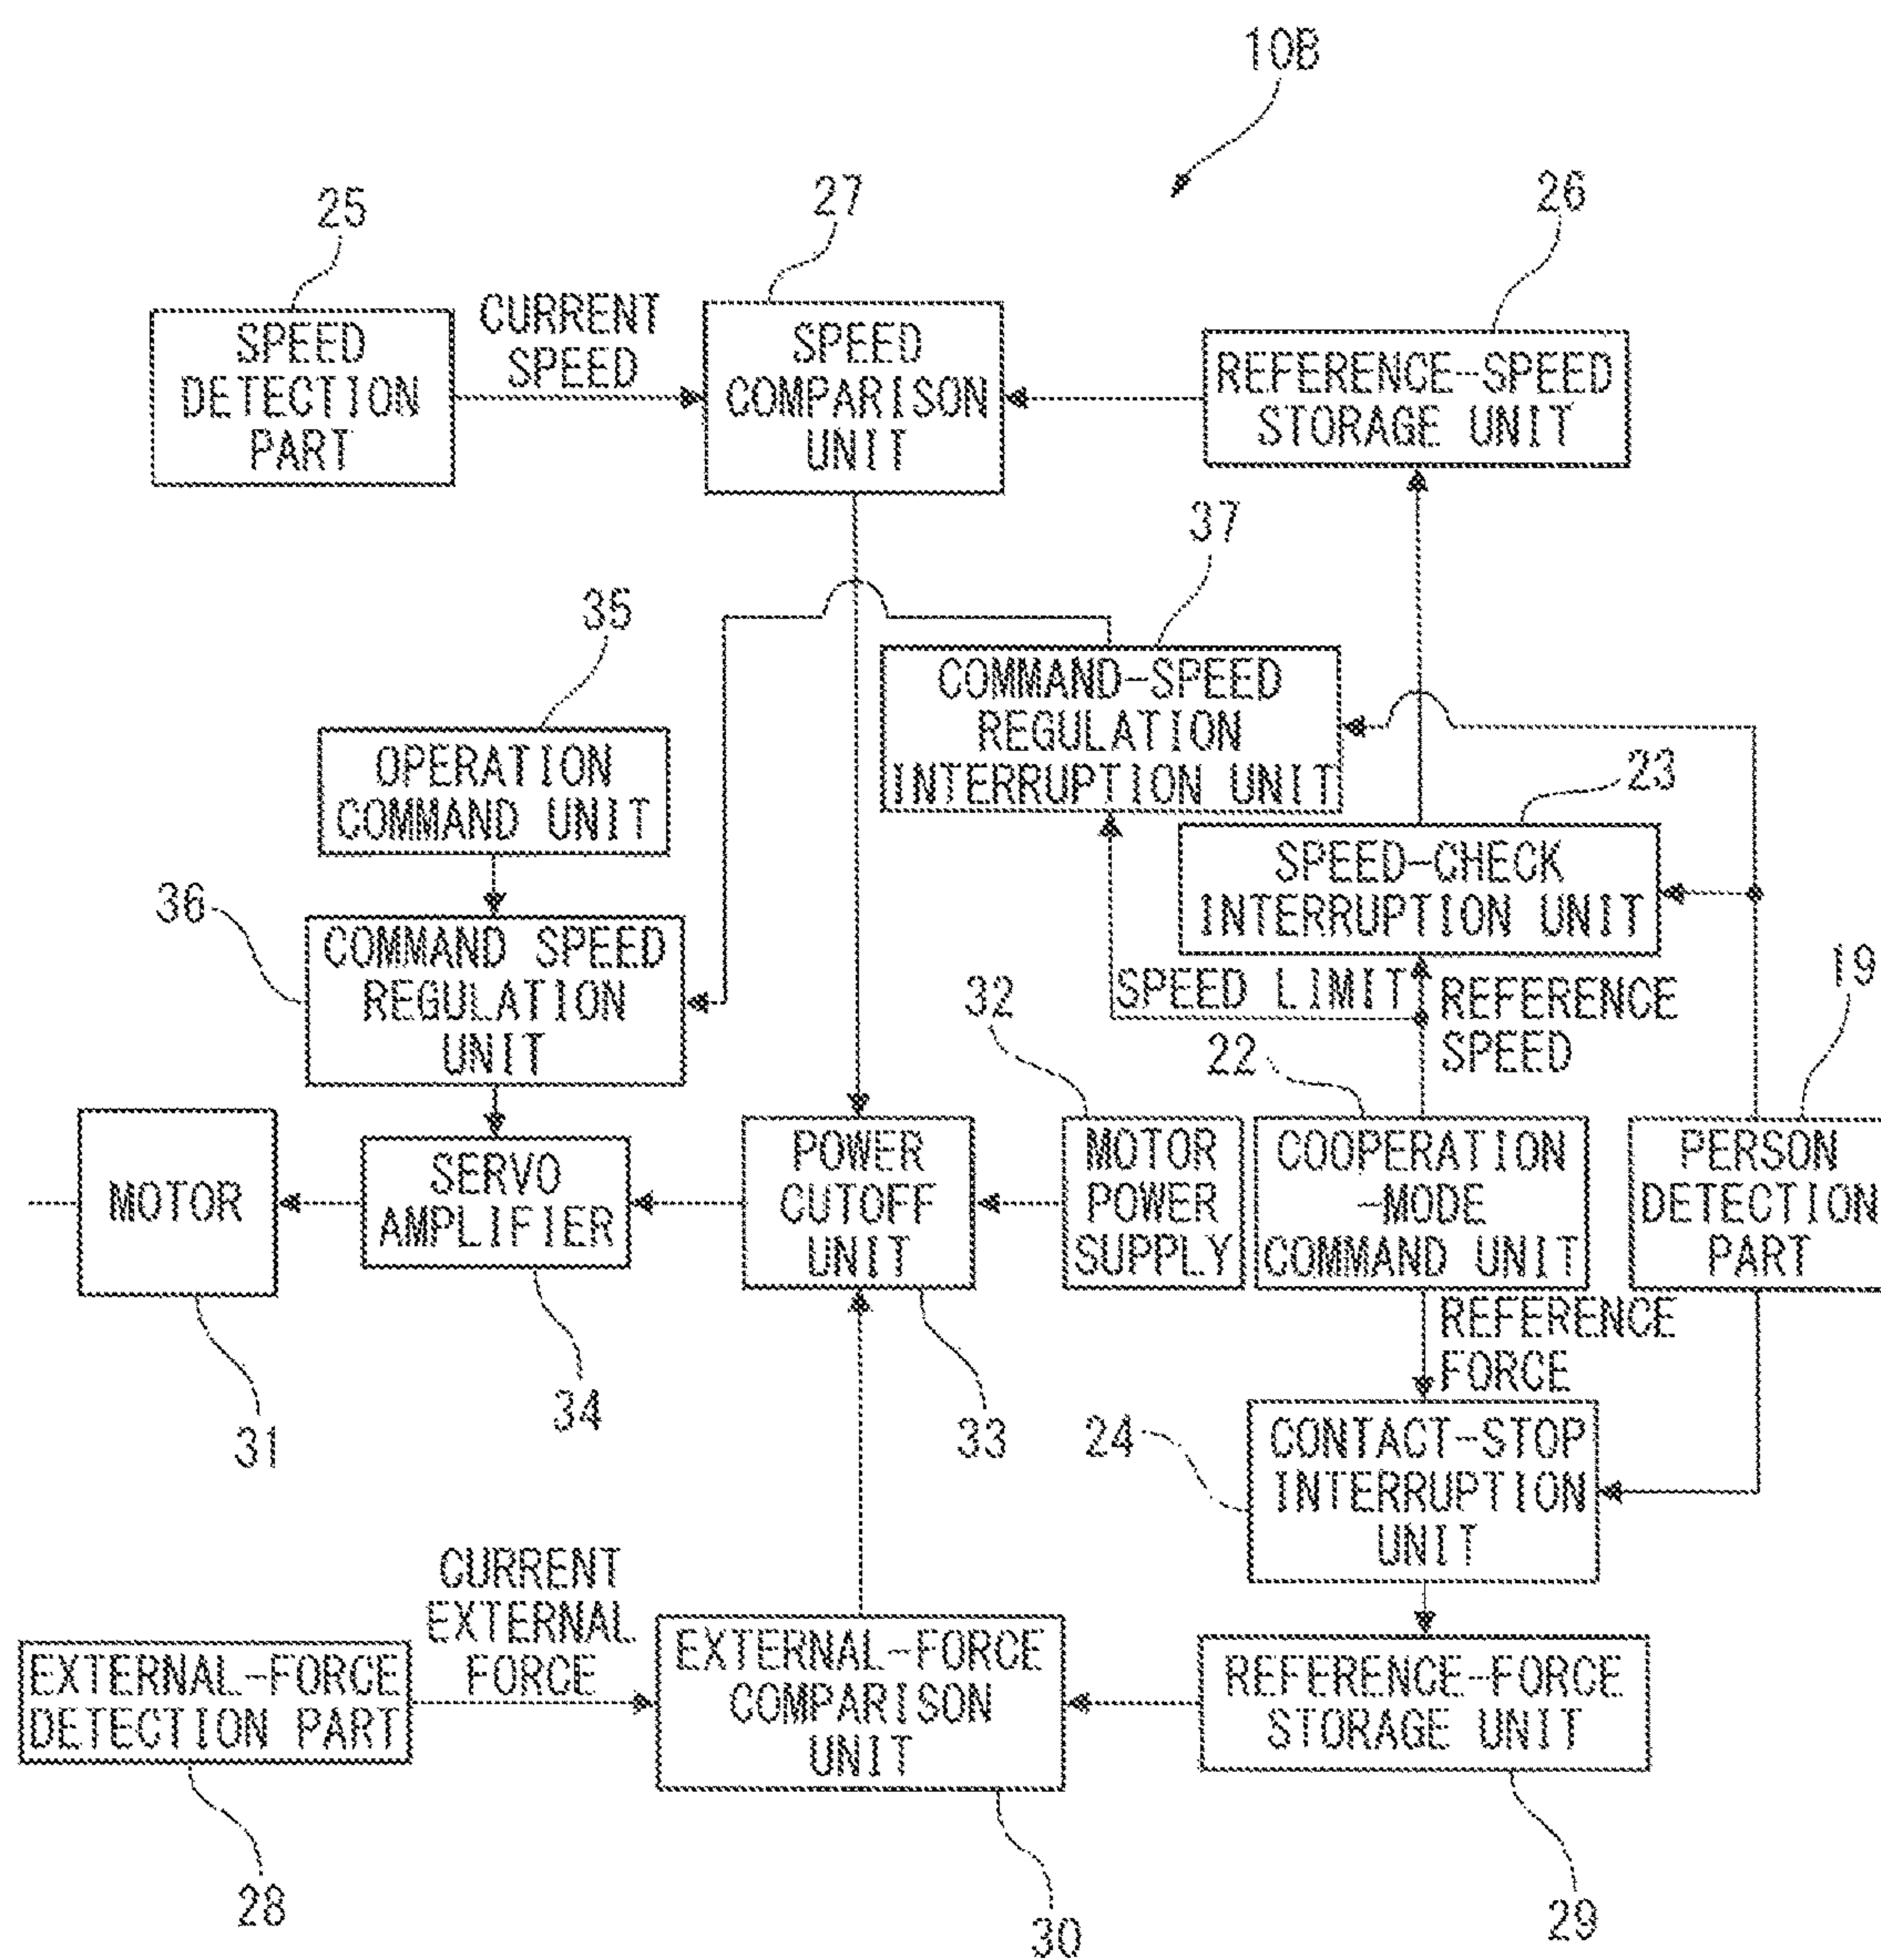 10B
25
27
26
SPEED
DETECTION
PART
CURRENT
SPEED
SPEED
COMPARISON
UNIT
REFERENCE-SPEED
STORAGE UNIT
37
35
COMMAND-SPEED
REGULATION
INTERRUPTION UNIT
OPERATION
COMMAND UNIT
23
SPEED-CHECK
INTERRUPTION UNIT
36
COMMAND SPEED
REGULATION
UNIT
SPEED LIMIT
REFERENCE
SPEED
32
22
19
MOTOR
SERVO
AMPLIFIER
POWER
CUTOFF
UNIT
MOTOR
POWER
SUPPLY
COOPERATION
-MODE
COMMAND UNIT
PERSON
DETECTION
PART
REFERENCE
FORCE
31
34
33
24
CONTACT-STOP
INTERRUPTION
UNIT
CURRENT
EXTERNAL
FORCE
EXTERNAL-FORCE
DETECTION PART
EXTERNAL-FORCE
COMPARISON
UNIT
REFERENCE-FORCE
STORAGE UNIT
28
30
29